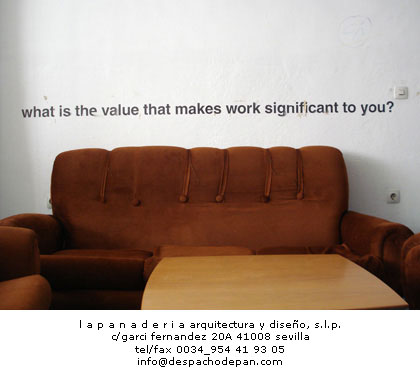 what is the value that makes work significant to you?
l a p a n a d e r i a arquitectura y diseño, s.l.p.
c/garci fernandez 20A 41008 sevilla
tel/fax 0034_954 41 93 05
info@despachodepan.com